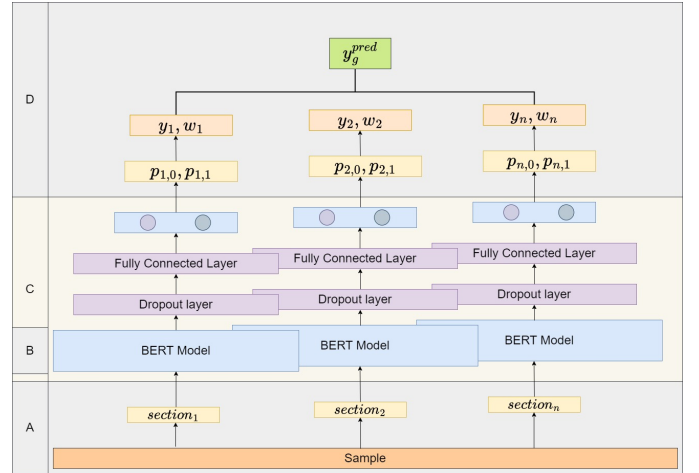 D
$y_g^{pred}$
$y_1, w_1$
$y_2, w_2$
$y_n, w_n$
$p_{1,0}, p_{1,1}$
$p_{2,0}, p_{2,1}$
$p_{n,0}, p_{n,1}$
C
Fully Connected Layer
Fully Connected Layer
Fully Connected Layer
Dropout layer
Dropout layer
Dropout layer
B
BERT Model
BERT Model
BERT Model
A
$section_1$
$section_2$
$section_n$
Sample